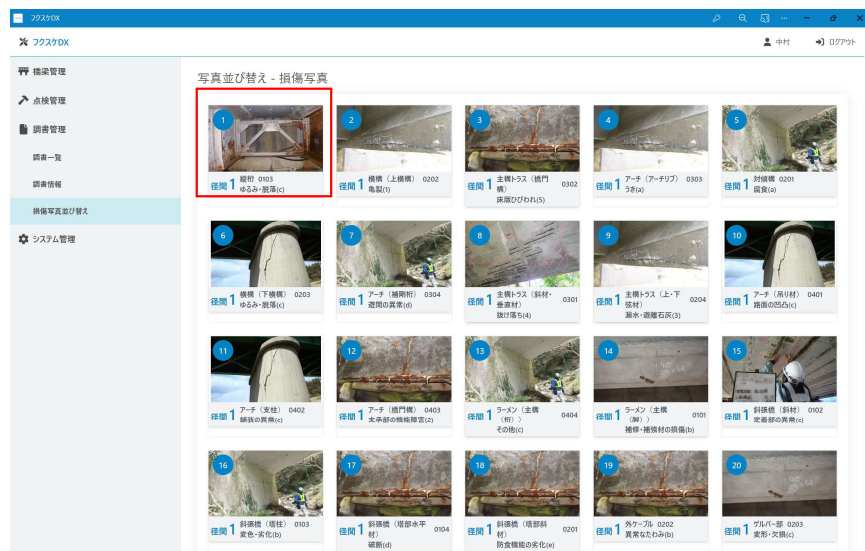 フクスケDX
フクスケDX
中村
ログアウト
橋梁管理
点検管理
調書管理
調書一覧
調書情報
損傷写真並び替え
システム管理
写真並び替え - 損傷写真
1
径間 1 縦桁 0103
ゆるみ・脱落(c)
2
径間 1 横構（上横構） 0202
亀裂(1)
3
径間 1 主構トラス（橋門構） 0302
床版ひびわれ(5)
4
径間 1 アーチ（アーチリブ） 0303
うき(a)
5
径間 1 対傾構 0201
腐食(a)
6
径間 1 横構（下横構） 0203
ゆるみ・脱落(c)
7
径間 1 アーチ（補剛桁） 0304
遊間の異常(d)
8
径間 1 主構トラス（斜材・垂直材） 0301
抜け落ち(4)
9
径間 1 主構トラス（上・下弦材） 0204
漏水・遊離石灰(3)
10
径間 1 アーチ（吊り材） 0401
路面の凹凸(c)
11
径間 1 アーチ（支柱） 0402
舗装の異常(c)
12
径間 1 アーチ（橋門構） 0403
支承部の機能障害(2)
13
径間 1 ラーメン（主構（桁）） 0404
その他(c)
14
径間 1 ラーメン（主構（脚）） 0101
補修・補強材の損傷(b)
15
径間 1 斜張橋（斜材） 0102
定着部の異常(c)
16
径間 1 斜張橋（塔柱） 0103
変色・劣化(b)
17
径間 1 斜張橋（塔部水平材） 0104
破断(d)
18
径間 1 斜張橋（塔部斜材） 0201
防食機能の劣化(e)
19
径間 1 外ケーブル 0202
異常なたわみ(b)
20
径間 1 ゲルバー部 0203
変形・欠損(c)